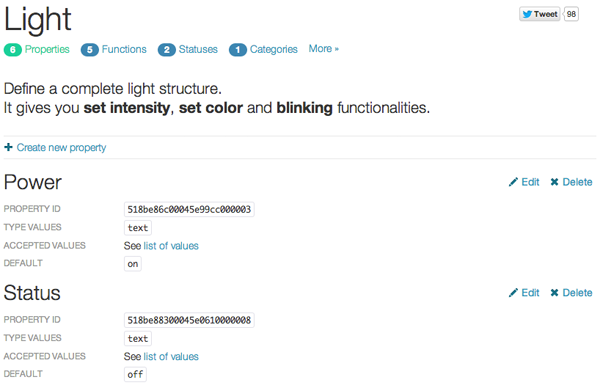 Light
Tweet 98
6 Properties 5 Functions 2 Statuses 1 Categories More »
Define a complete light structure.
It gives you set intensity, set color and blinking functionalities.
+ Create new property
Power Edit Delete
PROPERTY ID 518be86c00045e99cc000003
TYPE VALUES text
ACCEPTED VALUES See list of values
DEFAULT on
Status Edit Delete
PROPERTY ID 518be88300045e0610000008
TYPE VALUES text
ACCEPTED VALUES See list of values
DEFAULT off